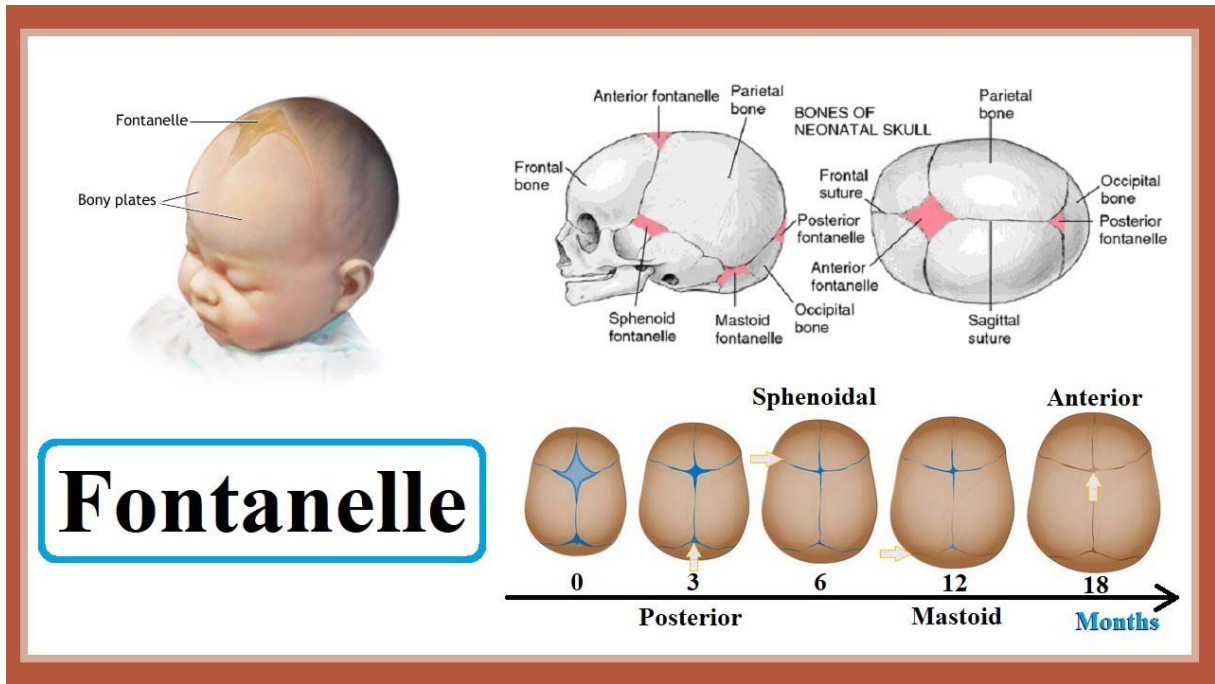 Fontanelle
Bony plates
Anterior fontanelle
Parietal
bone
BONES OF
NEONATAL SKULL
Frontal
bone
Posterior
fontanelle
Sphenoid
fontanelle
Mastoid
fontanelle
Occipital
bone
Parietal
bone
Frontal
suture
Occipital
bone
Posterior
fontanelle
Anterior
fontanelle
Sagittal
suture
Fontanelle
Sphenoidal
Anterior
0
3
6
12
18
Posterior
Mastoid
Months